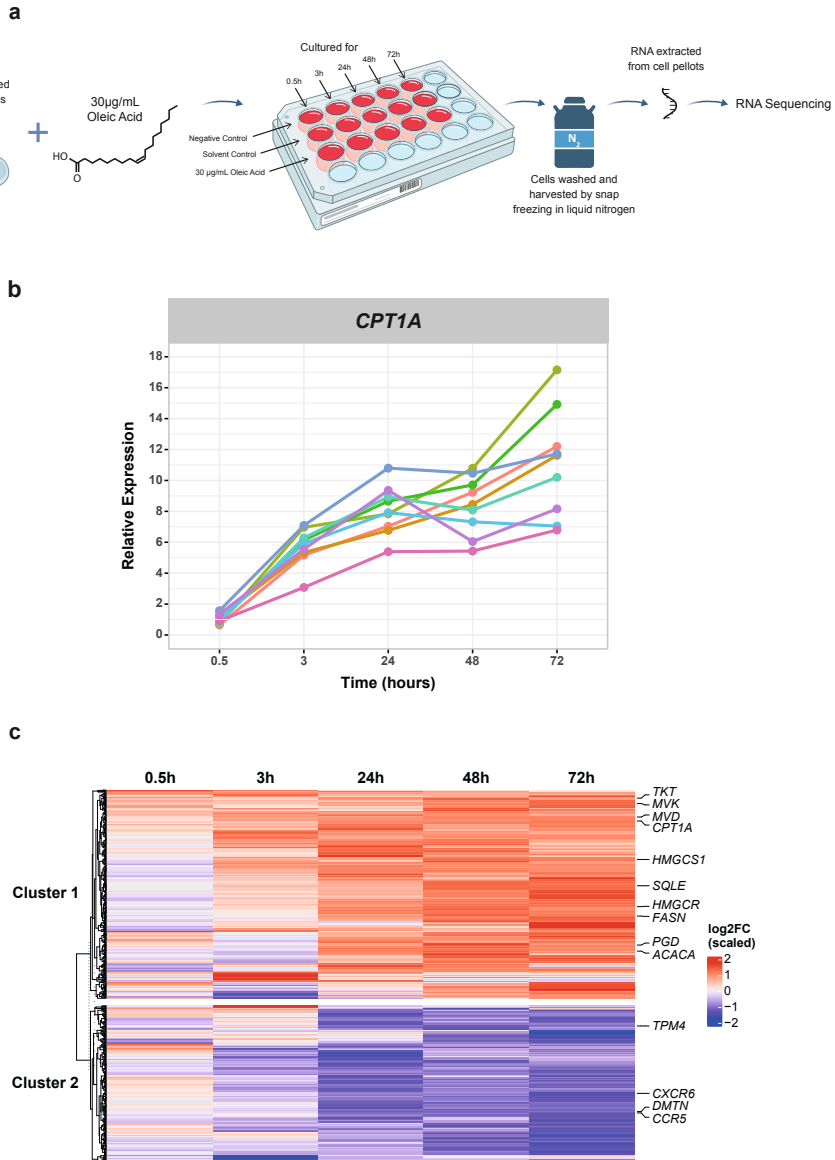 a
Cultured for
0.5h
3h
24h
48h
72h
30µg/mL
Oleic Acid
HO
O
Negative Control
Solvent Control
30 µg/mL Oleic Acid
N2
Cells washed and
harvested by snap
freezing in liquid nitrogen
RNA extracted
from cell pellots
RNA Sequencing
b
CPT1A
Relative Expression
18
16
14
12
10
8
6
4
2
0
0.5
3
24
48
72
Time (hours)
c
0.5h 3h 24h 48h 72h
Cluster 1
Cluster 2
TKT
MVK
MVD
CPT1A
HMGCS1
SQLE
HMGCR
FASN
PGD
ACACA
TPM4
CXCR6
DMTN
CCR5
log2FC
(scaled)
2
1
0
−1
−2